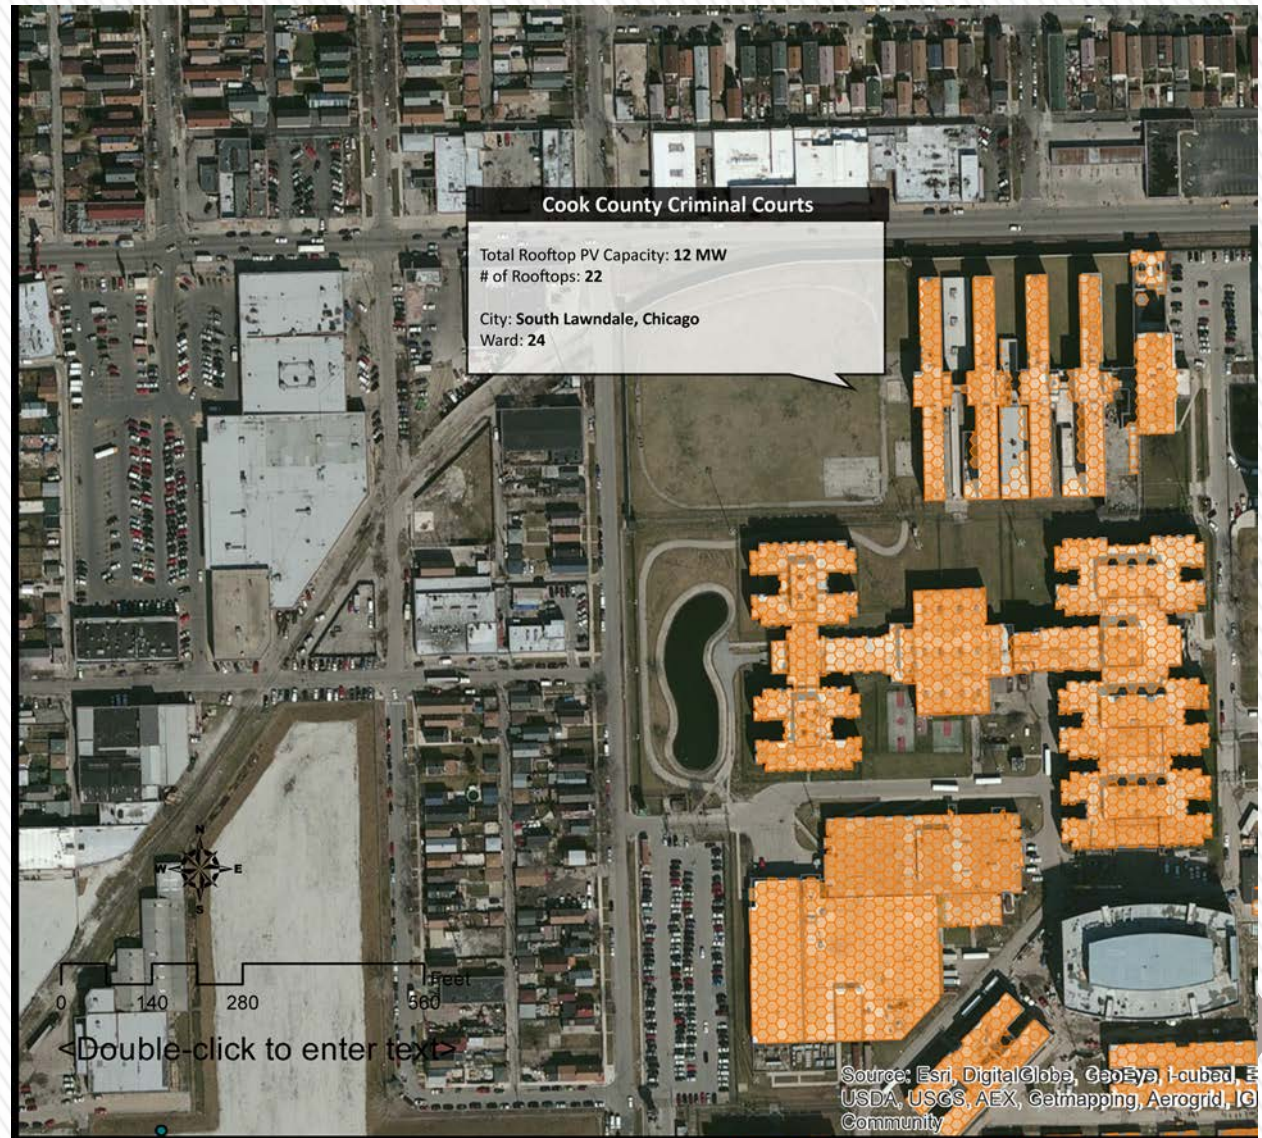 Cook County Criminal Courts
Total Rooftop PV Capacity: 12 MW
# of Rooftops: 22
City: South Lawndale, Chicago
Ward: 24
N
W E
S
Feet
0 140 280 560
<Double-click to enter text>
Source: Esri, DigitalGlobe, GeoEye, i-cubed, E
USDA, USGS, AEX, Getmapping, Aerogrid, IG
Community